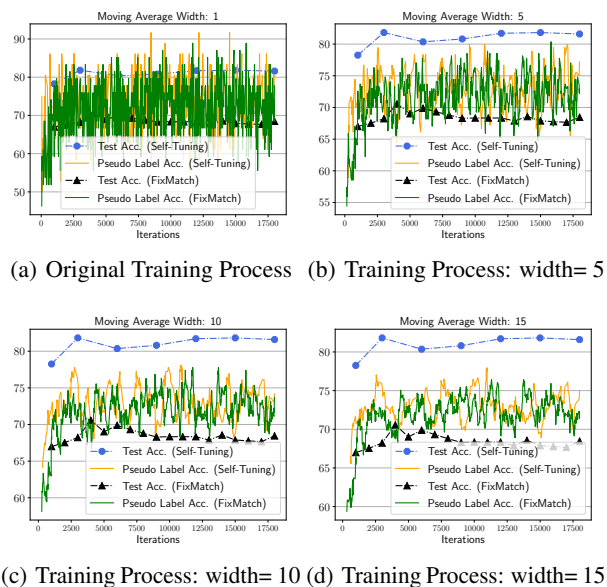 Moving Average Width: 1
90
80
70
60
50
Test Acc. (Self-Tuning)
Pseudo Label Acc. (Self-Tuning)
Test Acc. (FixMatch)
Pseudo Label Acc. (FixMatch)
0 2500 5000 7500 10000 12500 15000 17500
Iterations
(a) Original Training Process
Moving Average Width: 5
80
75
70
65
60
55
Test Acc. (Self-Tuning)
Pseudo Label Acc. (Self-Tuning)
Test Acc. (FixMatch)
Pseudo Label Acc. (FixMatch)
0 2500 5000 7500 10000 12500 15000 17500
Iterations
(b) Training Process: width= 5
Moving Average Width: 10
80
75
70
65
60
Test Acc. (Self-Tuning)
Pseudo Label Acc. (Self-Tuning)
Test Acc. (FixMatch)
Pseudo Label Acc. (FixMatch)
0 2500 5000 7500 10000 12500 15000 17500
Iterations
(c) Training Process: width= 10
Moving Average Width: 15
80
75
70
65
60
Test Acc. (Self-Tuning)
Pseudo Label Acc. (Self-Tuning)
Test Acc. (FixMatch)
Pseudo Label Acc. (FixMatch)
0 2500 5000 7500 10000 12500 15000 17500
Iterations
(d) Training Process: width= 15